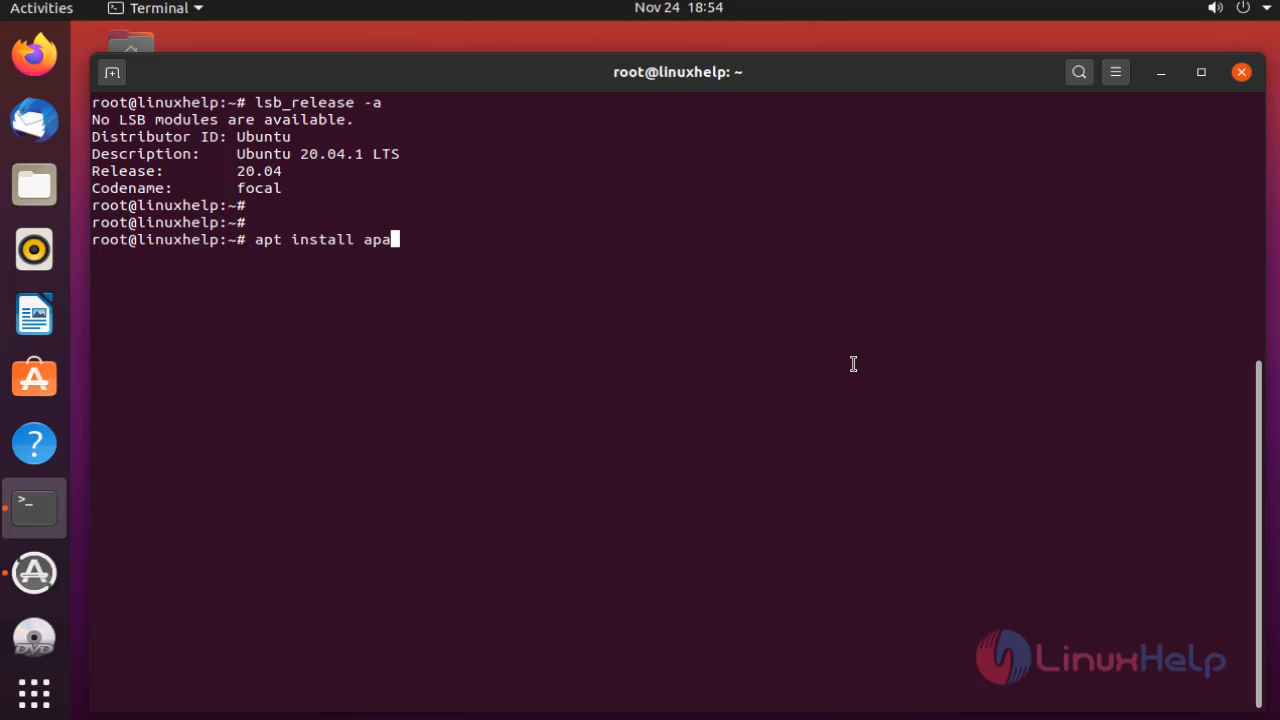 Activities
Terminal
Nov 24 18:54
root@linuxhelp: ~
root@linuxhelp:~# lsb_release -a
No LSB modules are available.
Distributor ID: Ubuntu
Description:    Ubuntu 20.04.1 LTS
Release:        20.04
Codename:       focal
root@linuxhelp:~#
root@linuxhelp:~#
root@linuxhelp:~# apt install apa
>_
?
>_
DVD
LinuxHelp